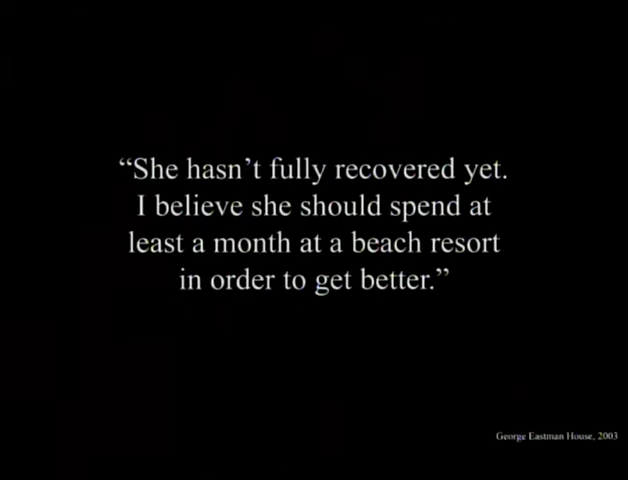 “She hasn’t fully recovered yet.
I believe she should spend at
least a month at a beach resort
in order to get better.”
George Eastman House, 2003